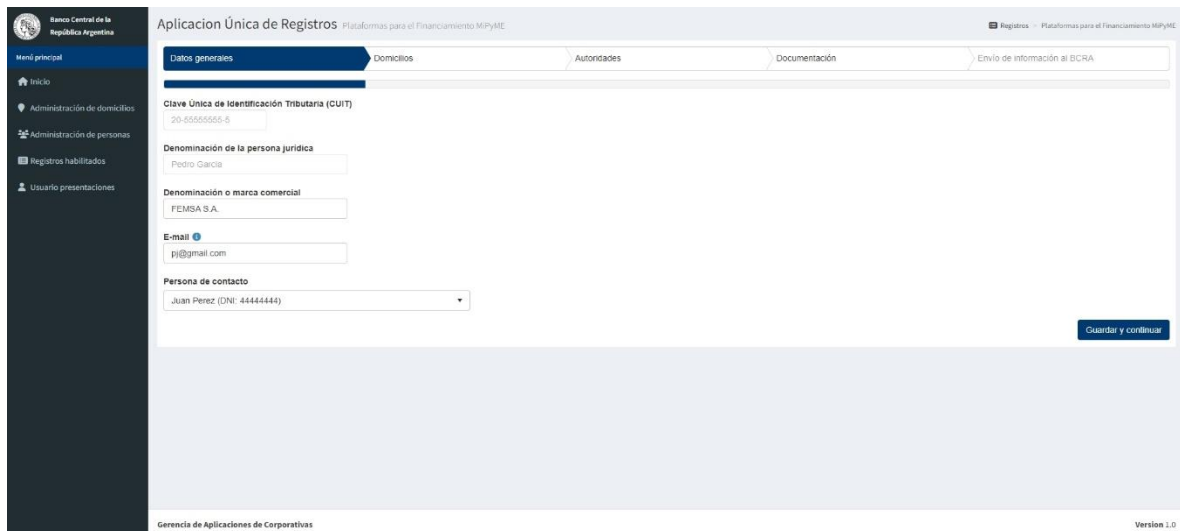 Banco Central de la
República Argentina
Aplicacion Única de Registros Plataformas para el Financiamiento MiPyME
Registros > Plataformas para el Financiamiento MiPyME
Menú principal
Inicio
Administración de domicilios
Administración de personas
Registros habilitados
Usuario presentaciones
Datos generales
Domicilios
Autoridades
Documentación
Envío de información al BCRA
Clave Única de Identificación Tributaria (CUIT)
20-55555555-5
Denominación de la persona jurídica
Pedro García
Denominación o marca comercial
FEMSA S.A.
E-mail
pj@gmail.com
Persona de contacto
Juan Perez (DNI: 44444444)
Guardar y continuar
Gerencia de Aplicaciones de Corporativas
Version 1.0